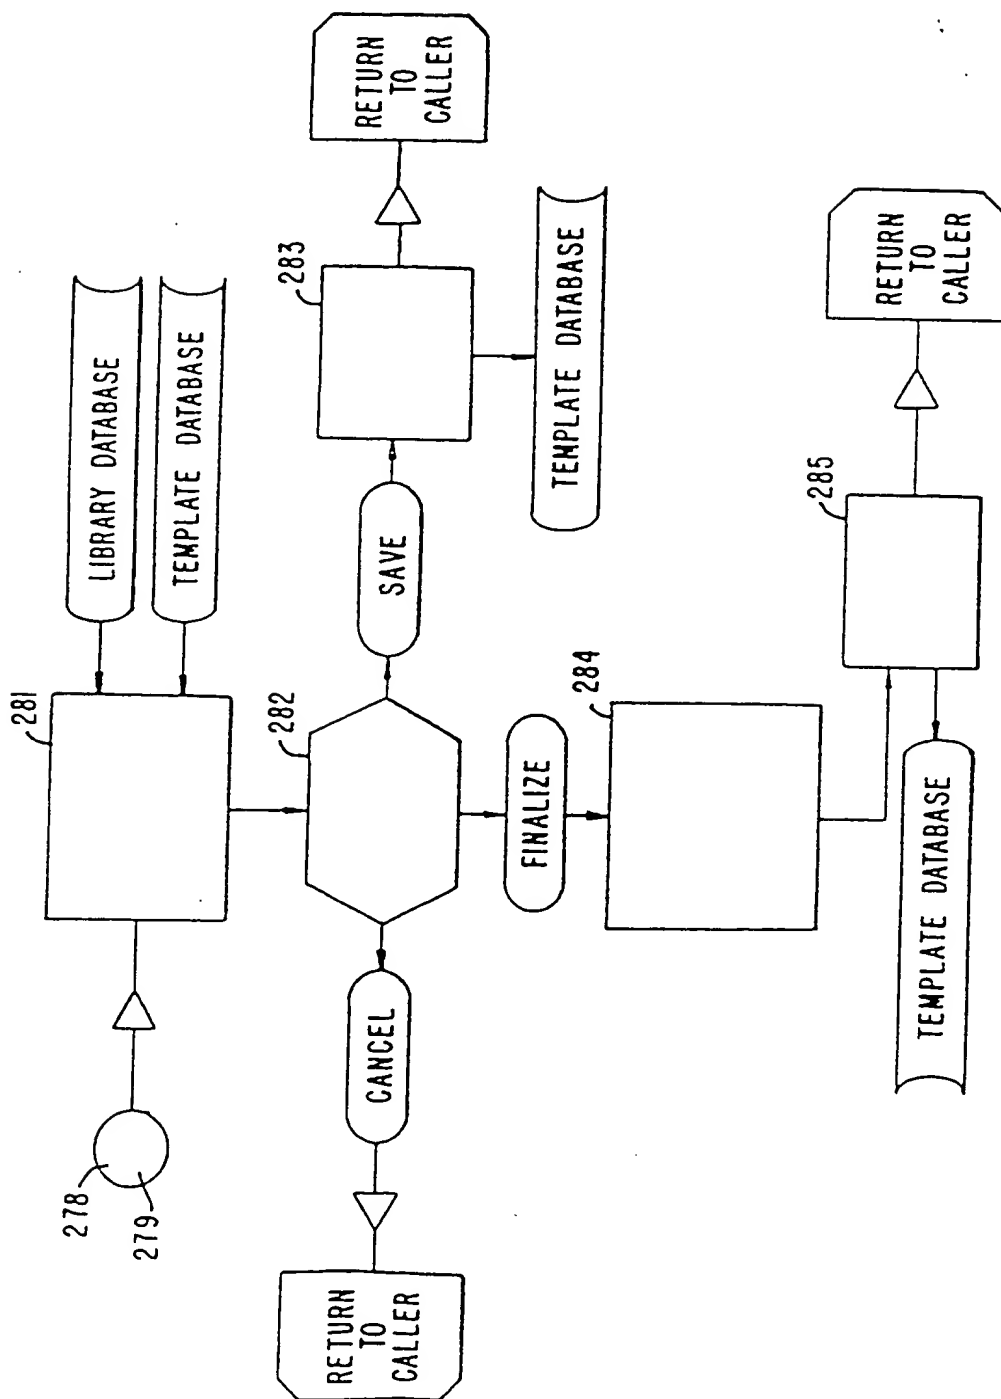 278
279
281
LIBRARY DATABASE
TEMPLATE DATABASE
RETURN
TO
CALLER
CANCEL
282
SAVE
283
RETURN
TO
CALLER
TEMPLATE DATABASE
FINALIZE
284
285
RETURN
TO
CALLER
TEMPLATE DATABASE